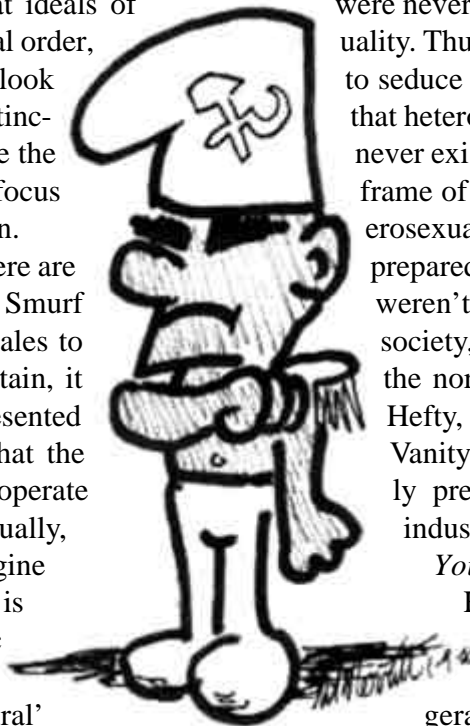 at ideals of
al order,
look
tinc-
e the
focus
n.
ere are
Smurf
ales to
tain, it
esented
hat the
operate
ually,
gine
is
ral’
were never
uality. Thu
to seduce
that hetero
never exi
frame of
erosexua
prepared
weren’t
society,
the nor
Hefty,
Vanity
ly pre
indus
You
gera